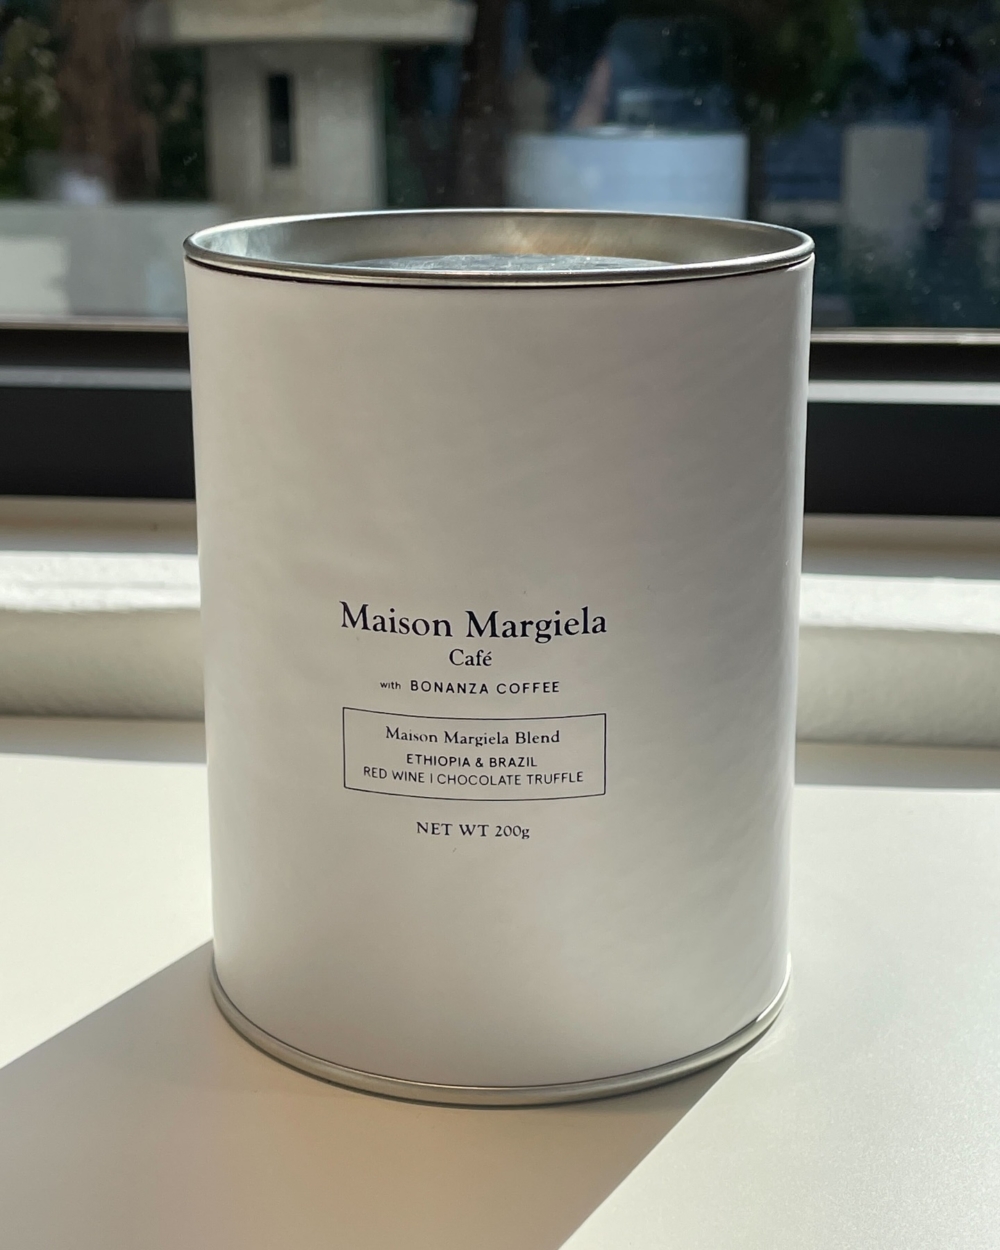 Maison Margiela
Café
with BONANZA COFFEE
Maison Margiela Blend
ETHIOPIA & BRAZIL
RED WINE | CHOCOLATE TRUFFLE
NET WT 200g